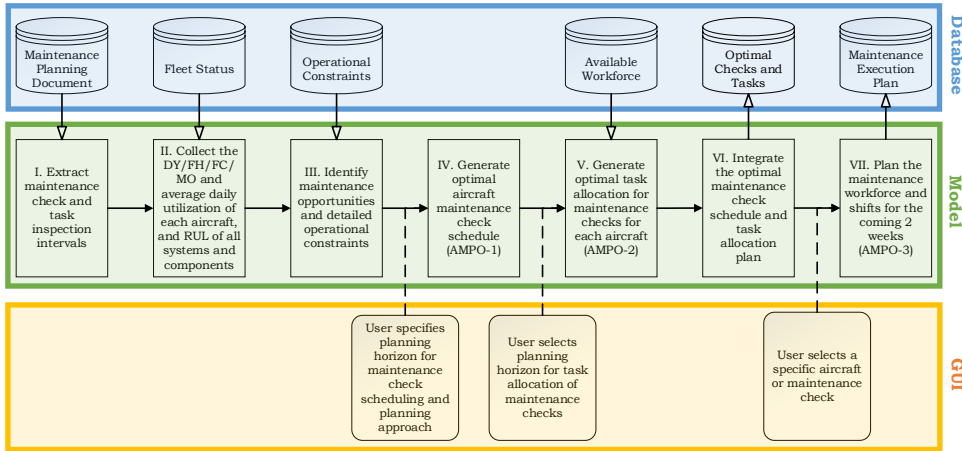 Maintenance
Planning
Document
Fleet Status
Operational
Constraints
Available
Workforce
Optimal
Checks and
Tasks
Maintenance
Execution
Plan
Database
I. Extract
maintenance
check and
task
inspection
intervals
II. Collect the
DY/FH/FC/
MO and
average daily
utilization of
each aircraft,
and RUL of all
systems and
components
III. Identify
maintenance
opportunities
and detailed
operational
constraints
IV. Generate
optimal
aircraft
maintenance
check
schedule
(AMPO-1)
V. Generate
optimal task
allocation for
maintenance
checks for
each aircraft
(AMPO-2)
VI. Integrate
the optimal
maintenance
check
schedule and
task
allocation
plan
VII. Plan the
maintenance
workforce and
shifts for the
coming 2
weeks
(AMPO-3)
Model
User specifies
planning
horizon for
maintenance
check
scheduling and
planning
approach
User selects
planning
horizon for task
allocation of
maintenance
checks
User selects a
specific aircraft
or maintenance
check
GUI